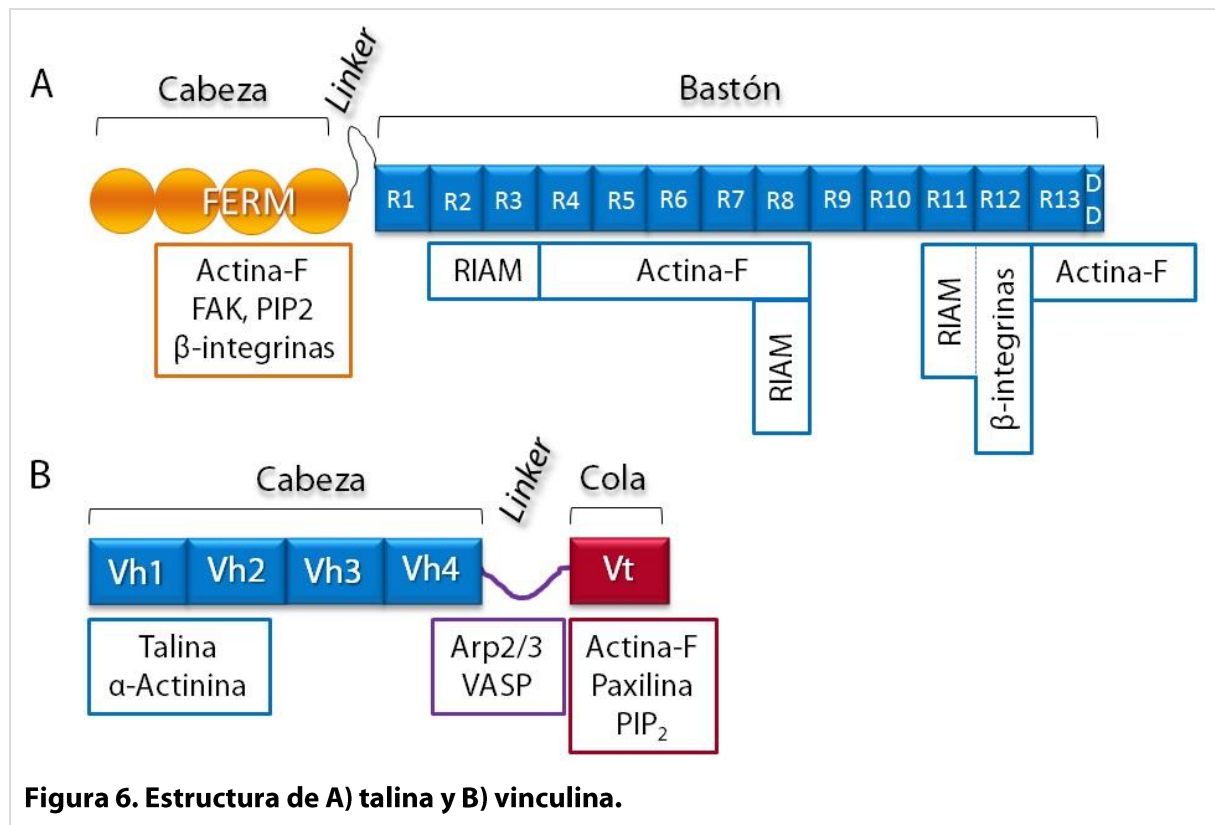 A
Cabeza
Linker
Bastón
FERM
R1 R2 R3 R4 R5 R6 R7 R8 R9 R10 R11 R12 R13 DD
Actina-F
FAK, PIP2
β-integrinas
RIAM
Actina-F
RIAM
RIAM
β-integrinas
Actina-F
B
Cabeza
Linker
Cola
Vh1 Vh2 Vh3 Vh4
Vt
Talina
α-Actinina
Arp2/3
VASP
Actina-F
Paxilina
PIP₂
Figura 6. Estructura de A) talina y B) vinculina.